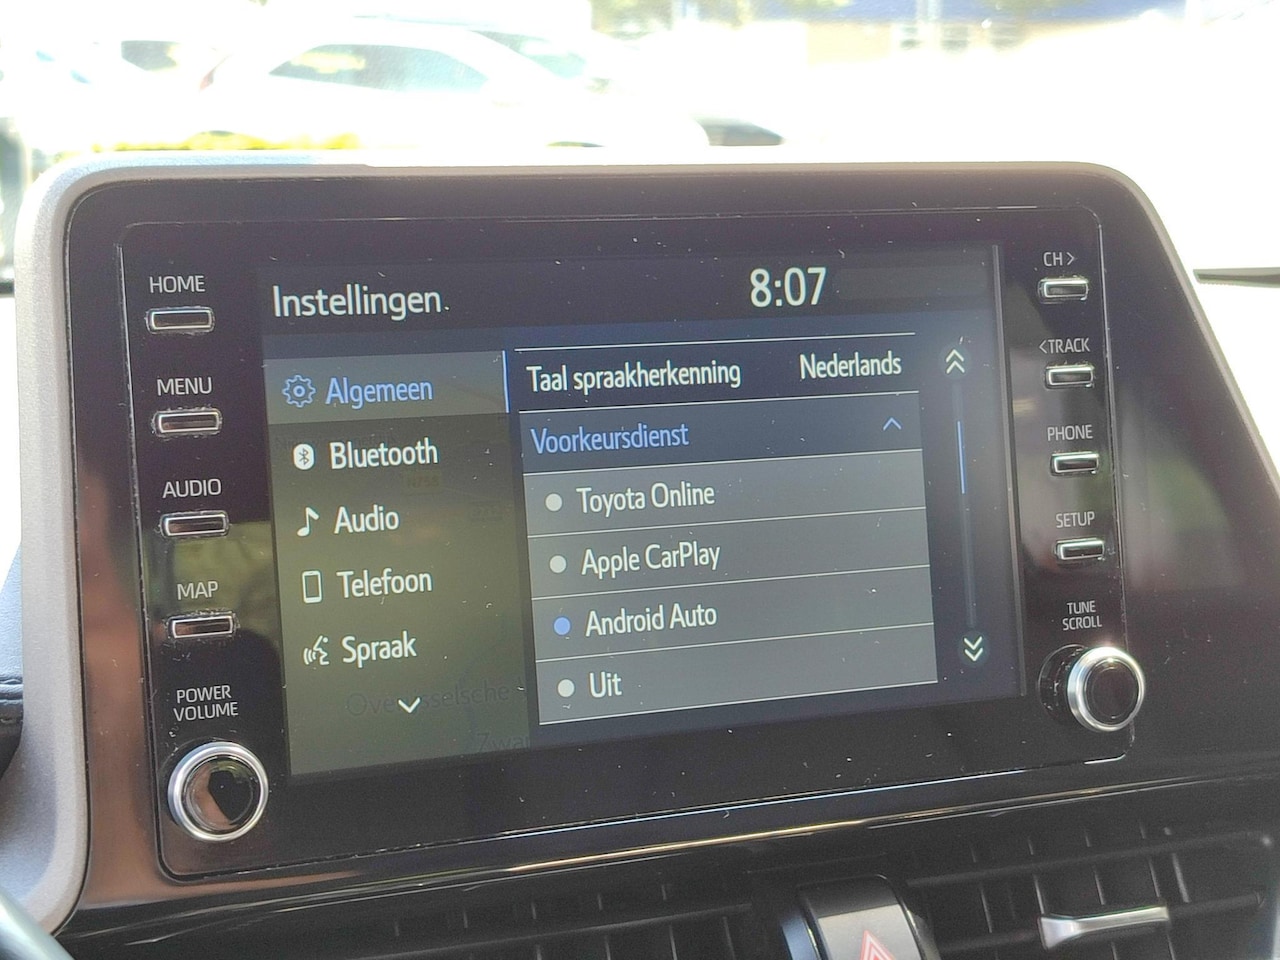 HOME
MENU
AUDIO
MAP
POWER
VOLUME
Instellingen
8:07
Algemeen
Bluetooth
Audio
Telefoon
Spraak
Taal spraakherkenning Nederlands
Voorkeursdienst
Toyota Online
Apple CarPlay
Android Auto
Uit
CH >
< TRACK
PHONE
SETUP
TUNE
SCROLL